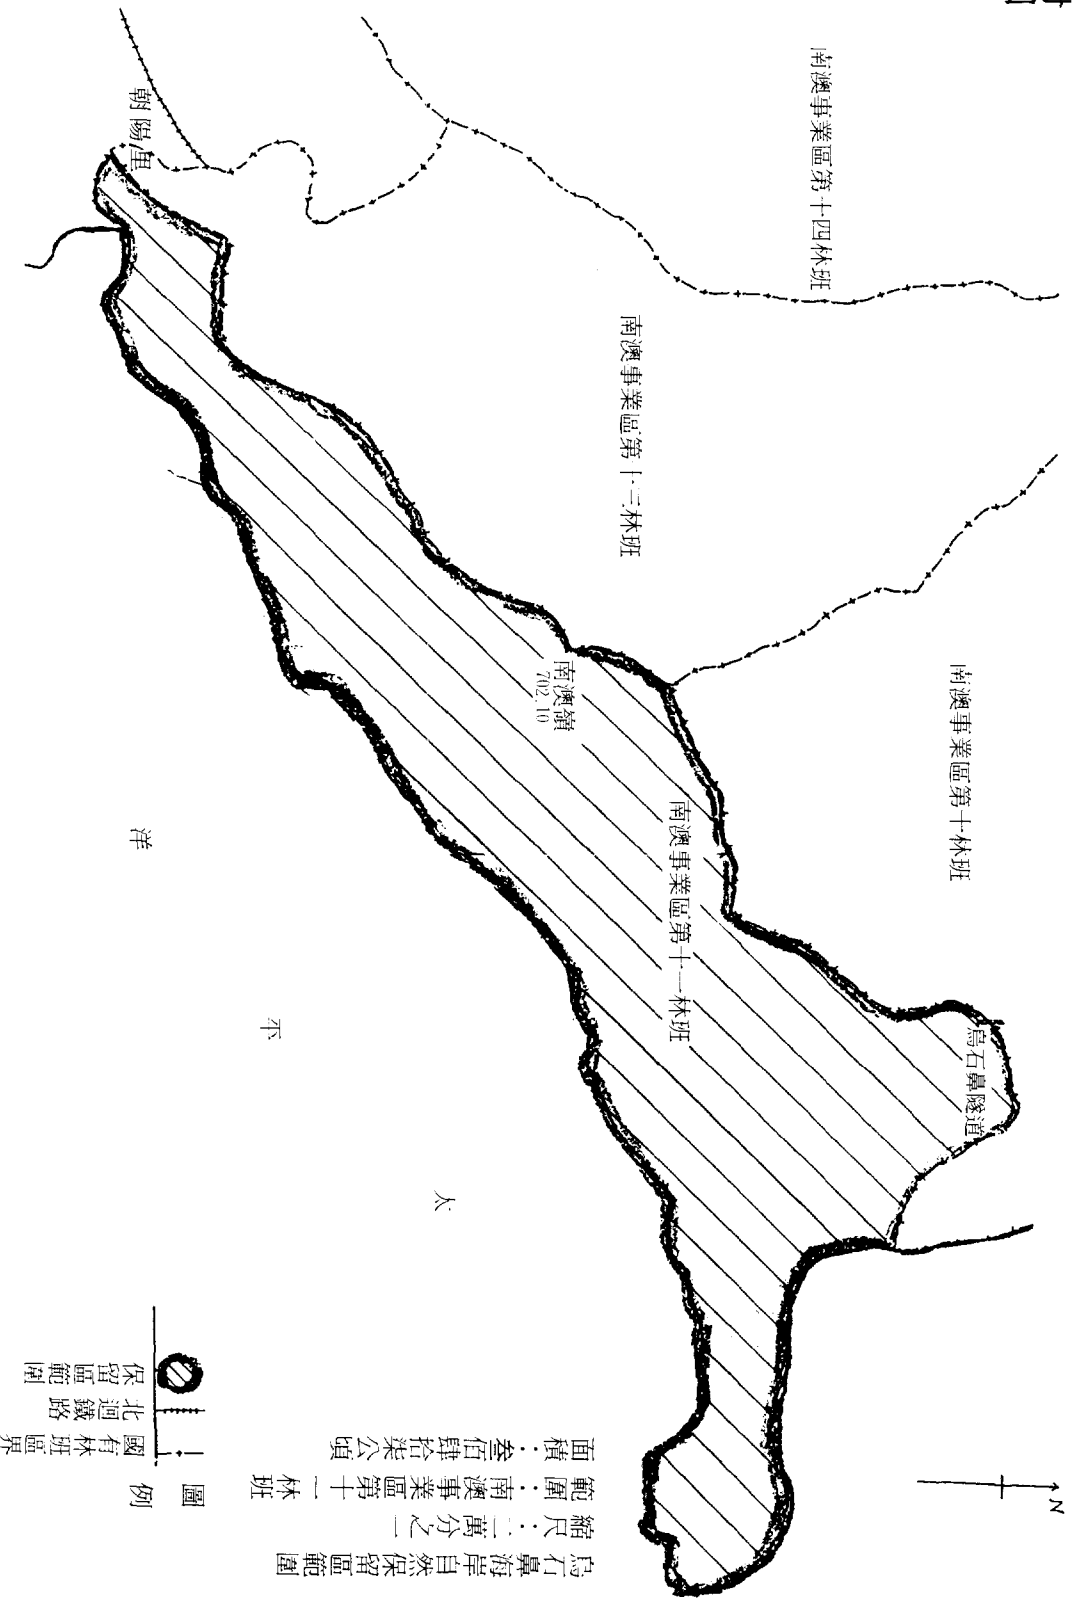 烏石鼻海岸自然保留區範圍
縮尺：二萬分之一
範圍：南澳事業區第十一林班
面積：叁佰肆拾柒公頃
圖例
國有林班區界
北迴鐵路
保留區範圍
N
南澳事業區第十四林班
南澳事業區第十三林班
南澳事業區第十林班
南澳事業區第十一林班
朝陽里
南澳嶺
702.10
烏石鼻隧道
太平洋